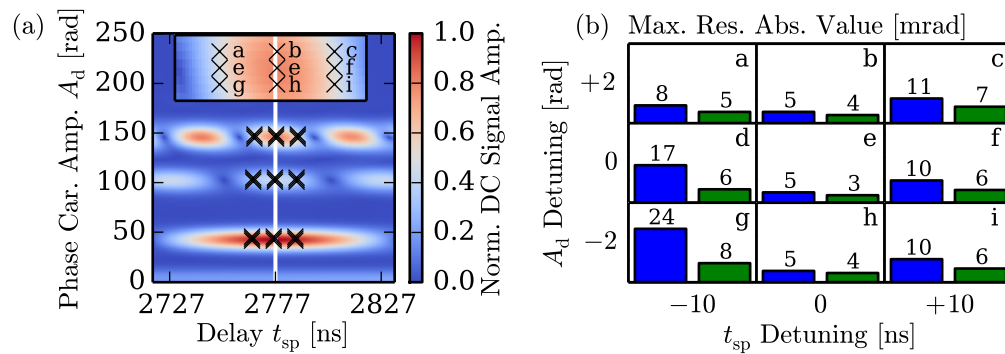 (a)
Phase Car. Amp. A_d [rad]
250
200
150
100
50
0
a b c
e e f
g h i
2727 2777 2827
Delay t_sp [ns]
1.0
0.8
0.6
0.4
0.2
0.0
Norm. DC Signal Amp.
(b) Max. Res. Abs. Value [mrad]
A_d Detuning [rad]
+2
0
−2
a b c
8 5 5 4 11 7
d e f
17 6 5 3 10 6
g h i
24 8 5 4 10 6
−10 0 +10
t_sp Detuning [ns]